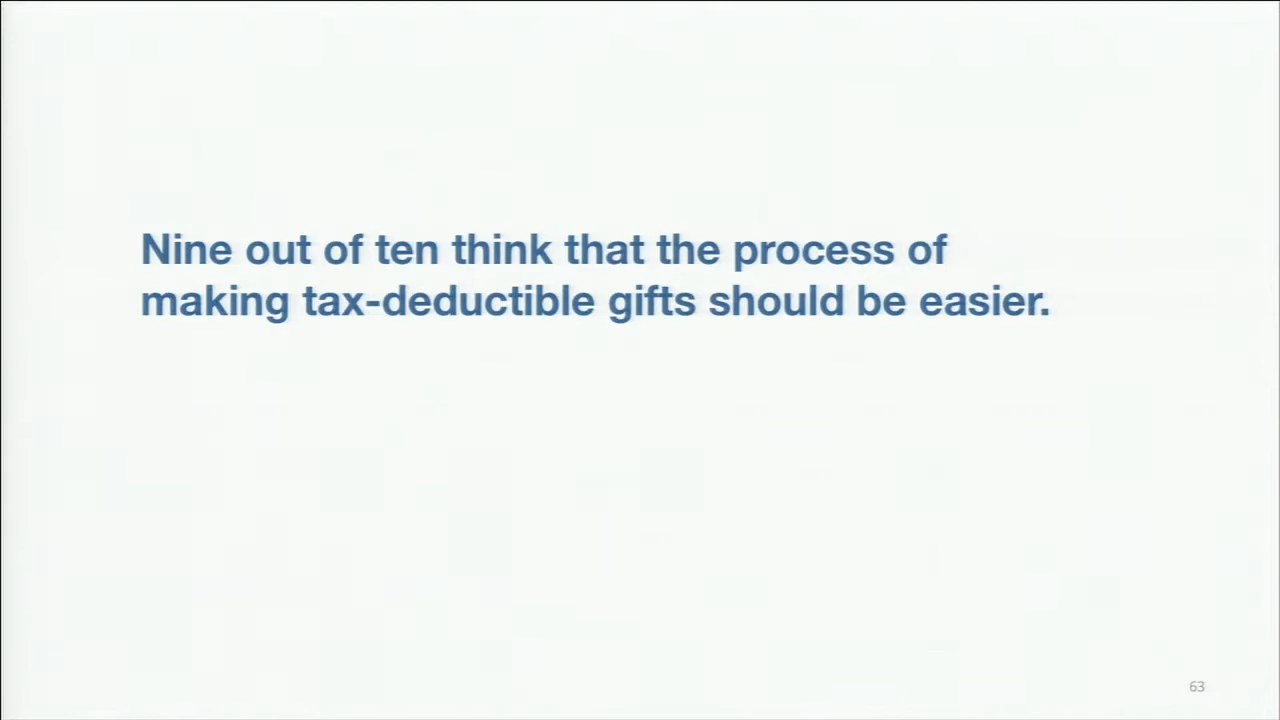 Nine out of ten think that the process of
making tax-deductible gifts should be easier.
63